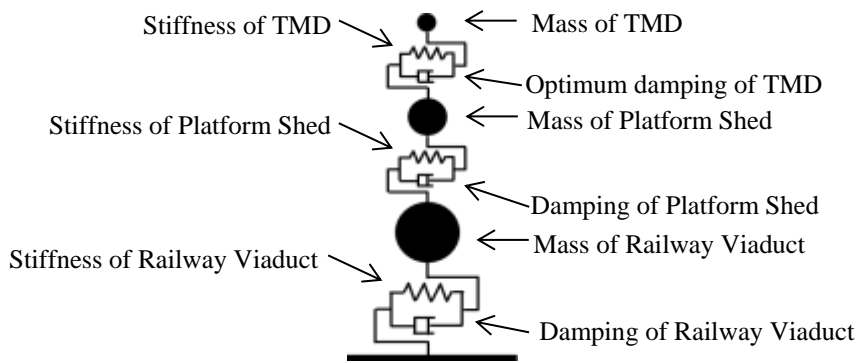 Stiffness of TMD
Mass of TMD
Optimum damping of TMD
Mass of Platform Shed
Stiffness of Platform Shed
Damping of Platform Shed
Mass of Railway Viaduct
Stiffness of Railway Viaduct
Damping of Railway Viaduct